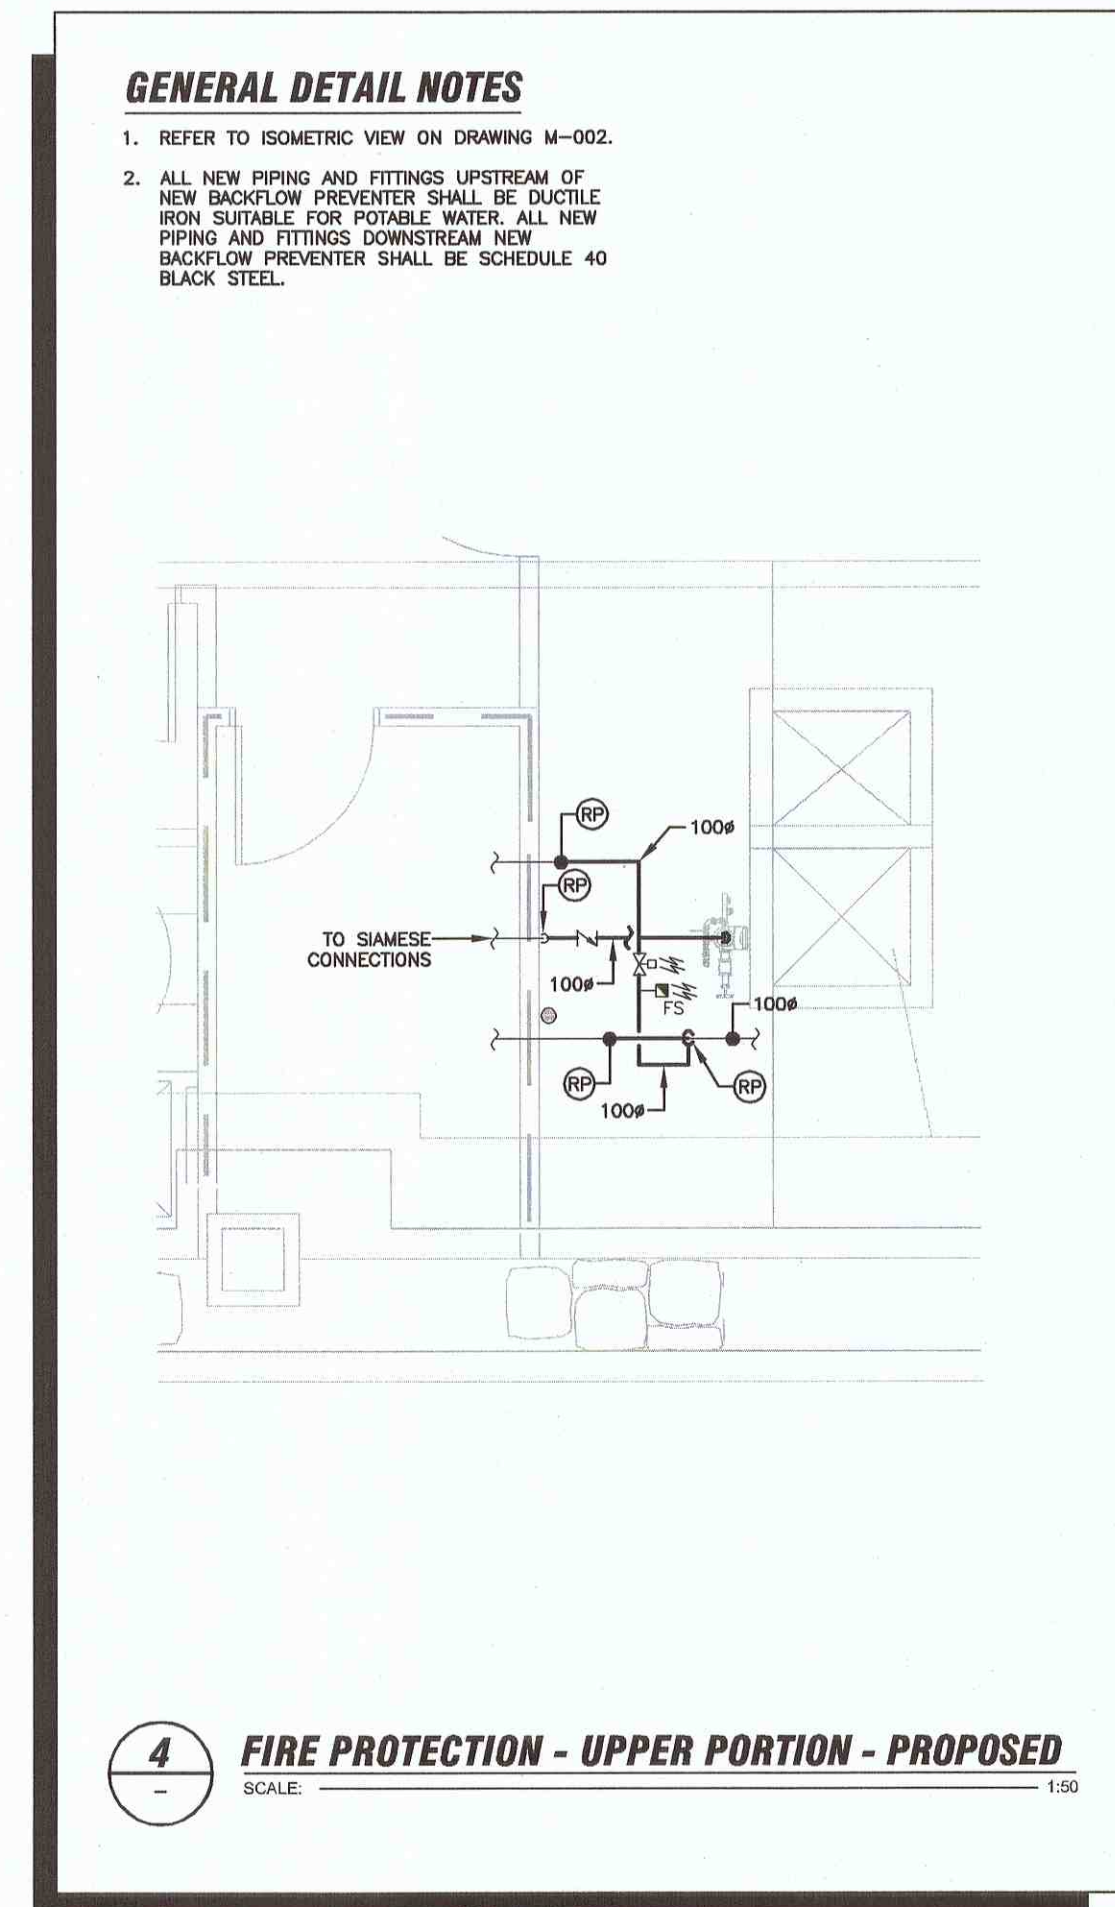 GENERAL DETAIL NOTES
1. REFER TO ISOMETRIC VIEW ON DRAWING M-002.
2. ALL NEW PIPING AND FITTINGS UPSTREAM OF
NEW BACKFLOW PREVENTER SHALL BE DUCTILE
IRON SUITABLE FOR POTABLE WATER. ALL NEW
PIPING AND FITTINGS DOWNSTREAM NEW
BACKFLOW PREVENTER SHALL BE SCHEDULE 40
BLACK STEEL.
RP
100ø
RP
TO SIAMESE
CONNECTIONS
100ø
FS
100ø
RP
RP
100ø
4
-
FIRE PROTECTION - UPPER PORTION - PROPOSED
SCALE: 1:50